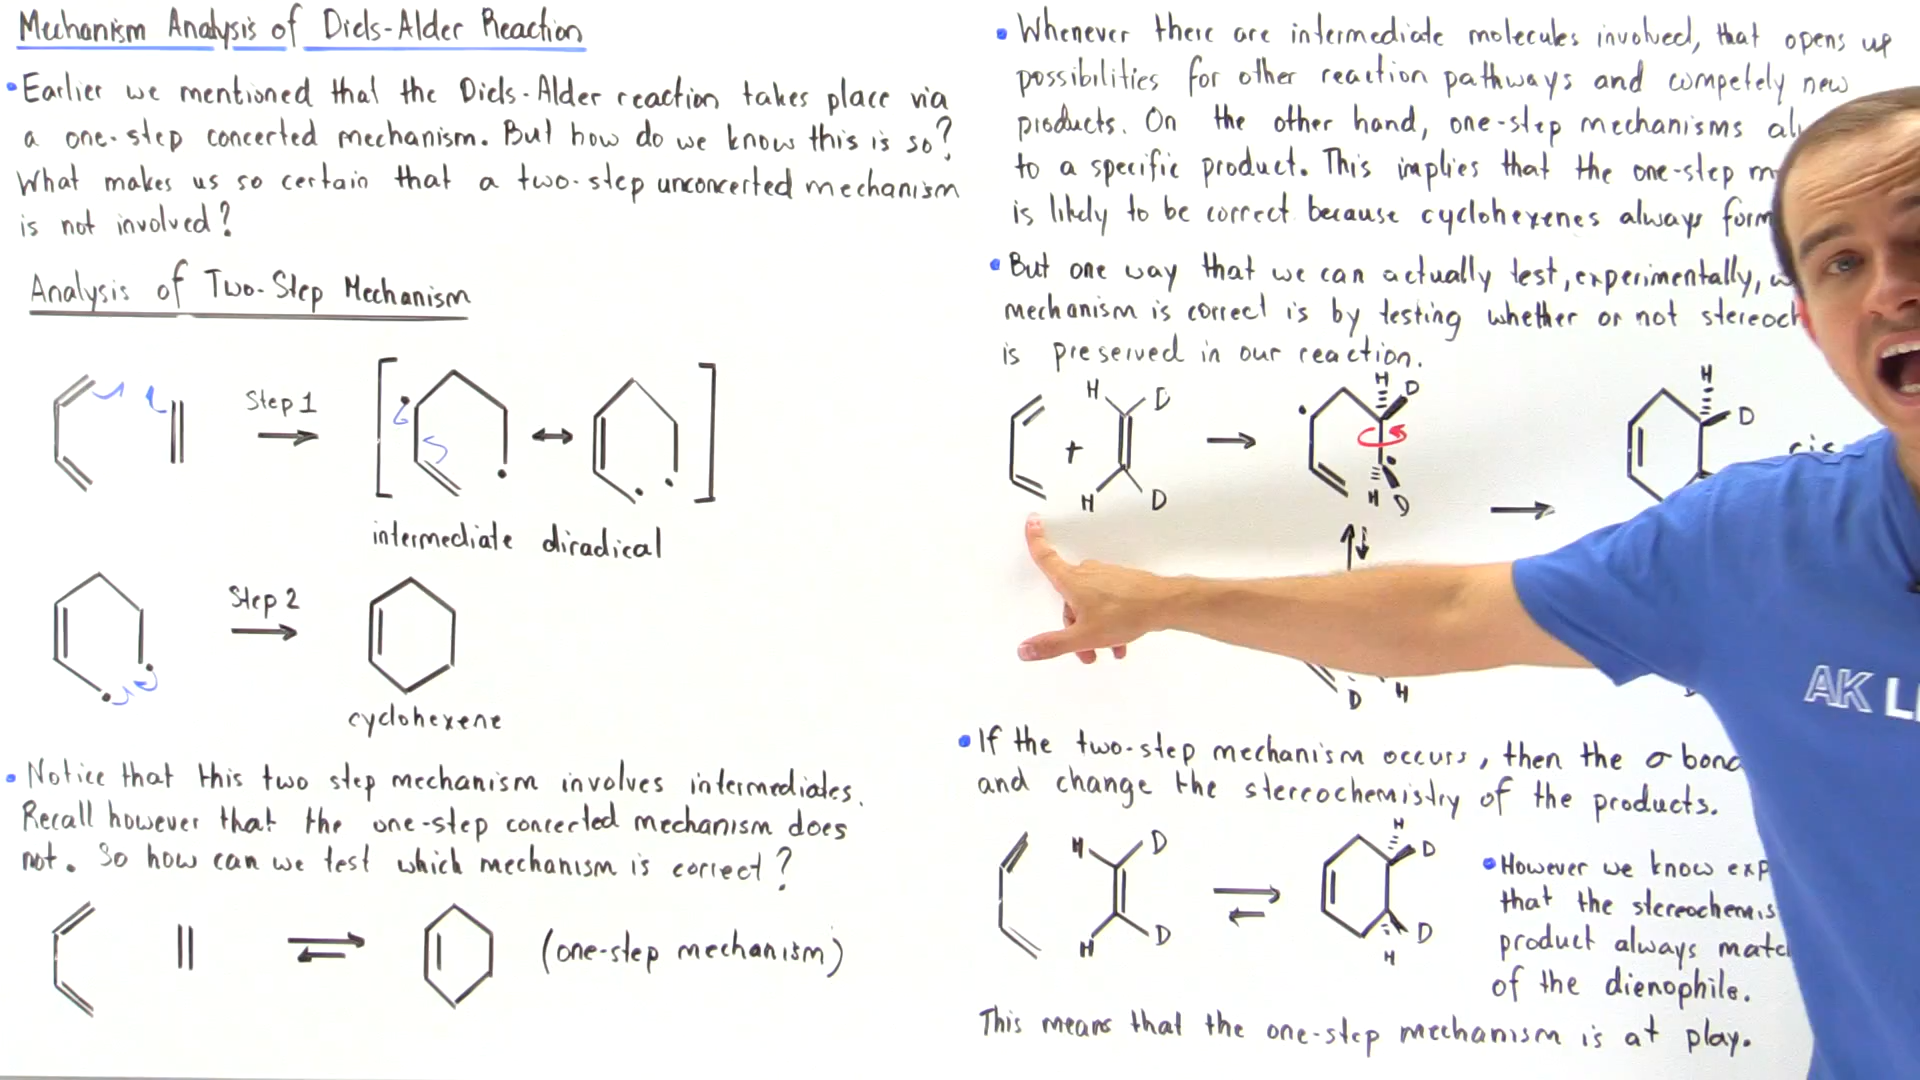 Mechanism Analysis of Diels-Alder Reaction
• Earlier we mentioned that the Diels-Alder reaction takes place via
a one-step concerted mechanism. But how do we know this is so?
What makes us so certain that a two-step unconcerted mechanism
is not involved?
Analysis of Two-Step Mechanism
Step 1
intermediate diradical
Step 2
cyclohexene
• Notice that this two step mechanism involves intermediates.
Recall however that the one-step concerted mechanism does
not. So how can we test which mechanism is correct?
(one-step mechanism)
• Whenever there are intermediate molecules involved, that opens up
possibilities for other reaction pathways and competely new
products. On the other hand, one-step mechanisms
to a specific product. This implies that the one-step
is likely to be correct because cyclohexenes always form
• But one way that we can actually test, experimentally,
mechanism is correct is by testing whether or not
is preserved in our reaction.
H D
+
H D
H D
H D
H
D
cis
D H
• If the two-step mechanism occurs, then the σ bond
and change the stereochemistry of the products.
H D
H D
H
D
D
H
• However we know
that the
product always
of the dienophile.
This means that the one-step mechanism is at play.
AK